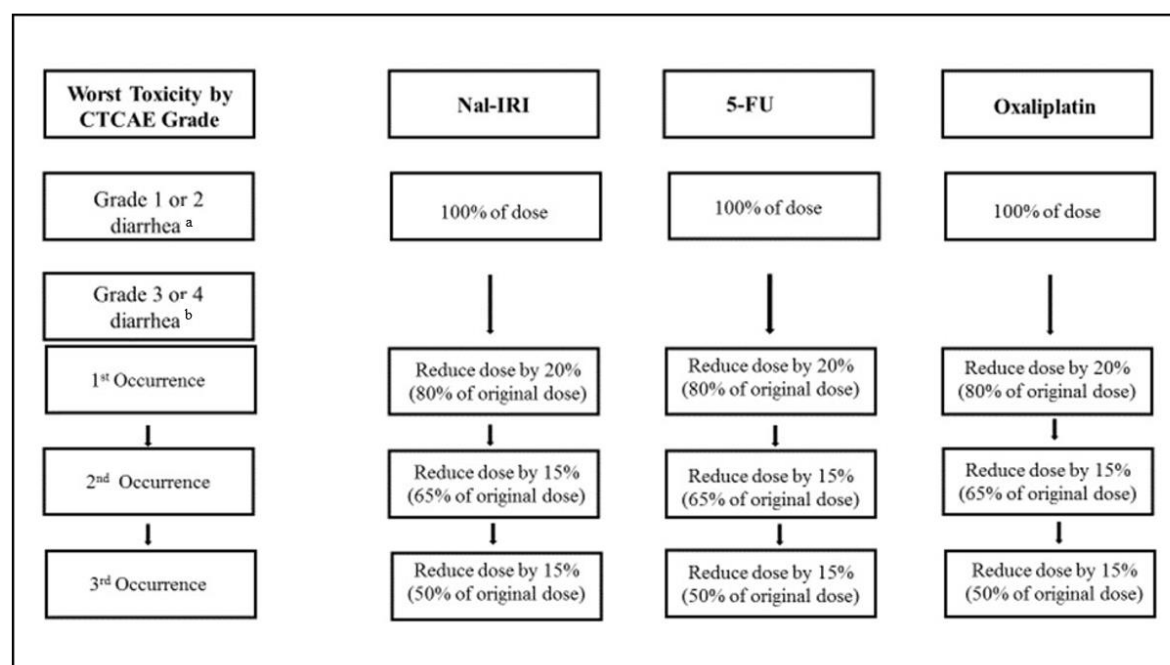 Worst Toxicity by
CTCAE Grade
Nal-IRI
5-FU
Oxaliplatin
Grade 1 or 2
diarrhea a
100% of dose
100% of dose
100% of dose
Grade 3 or 4
diarrhea b
1st Occurrence
Reduce dose by 20%
(80% of original dose)
Reduce dose by 20%
(80% of original dose)
Reduce dose by 20%
(80% of original dose)
2nd Occurrence
Reduce dose by 15%
(65% of original dose)
Reduce dose by 15%
(65% of original dose)
Reduce dose by 15%
(65% of original dose)
3rd Occurrence
Reduce dose by 15%
(50% of original dose)
Reduce dose by 15%
(50% of original dose)
Reduce dose by 15%
(50% of original dose)